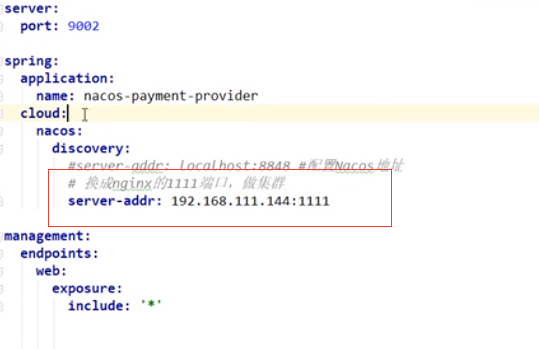 server:
  port: 9002
spring:
  application:
    name: nacos-payment-provider
  cloud:
    nacos:
      discovery:
        #server-addr: localhost:8848 #配置Nacos地址
        # 换成nginx的1111端口，做集群
        server-addr: 192.168.111.144:1111
management:
  endpoints:
    web:
      exposure:
        include: '*'